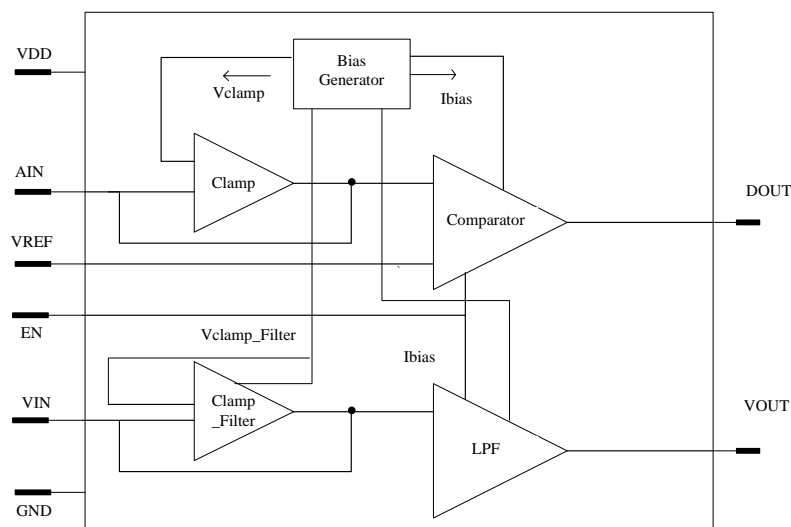 VDD
Bias
Generator
Vclamp
Ibias
AIN
Clamp
DOUT
Comparator
VREF
EN
Vclamp_Filter
Ibias
VIN
Clamp
_Filter
VOUT
LPF
GND